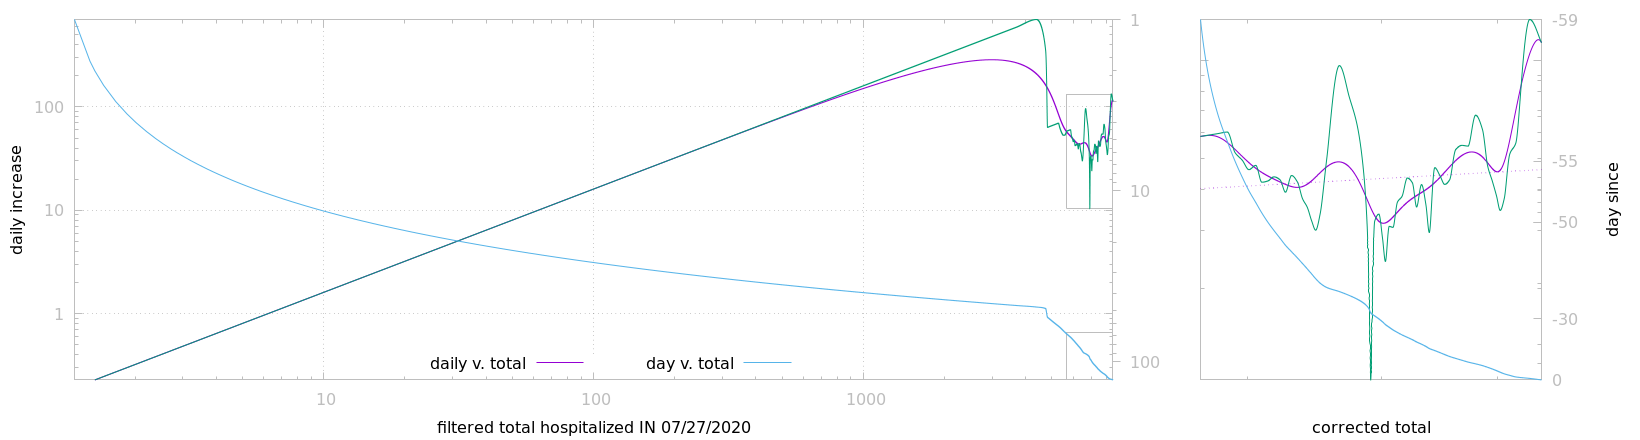 daily increase
100
10
1
10
100
1000
filtered total hospitalized IN 07/27/2020
daily v. total
day v. total
1
10
100
corrected total
-59
-55
-50
-30
0
day since